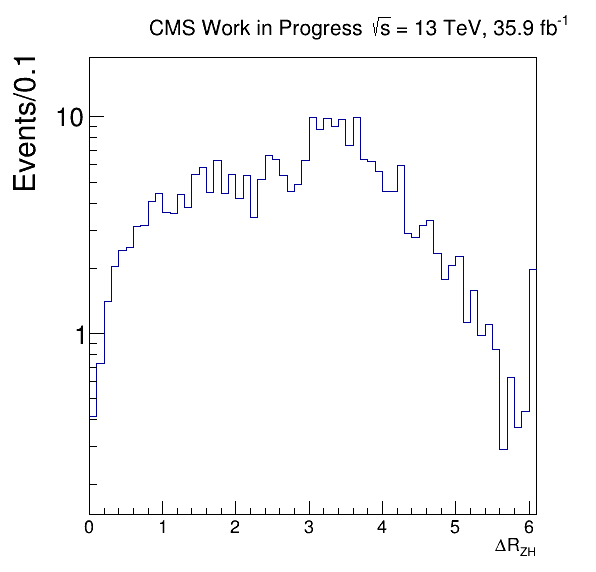 CMS Work in Progress √s = 13 TeV, 35.9 fb⁻¹
Events/0.1
10
1
0 1 2 3 4 5 6
ΔR_ZH